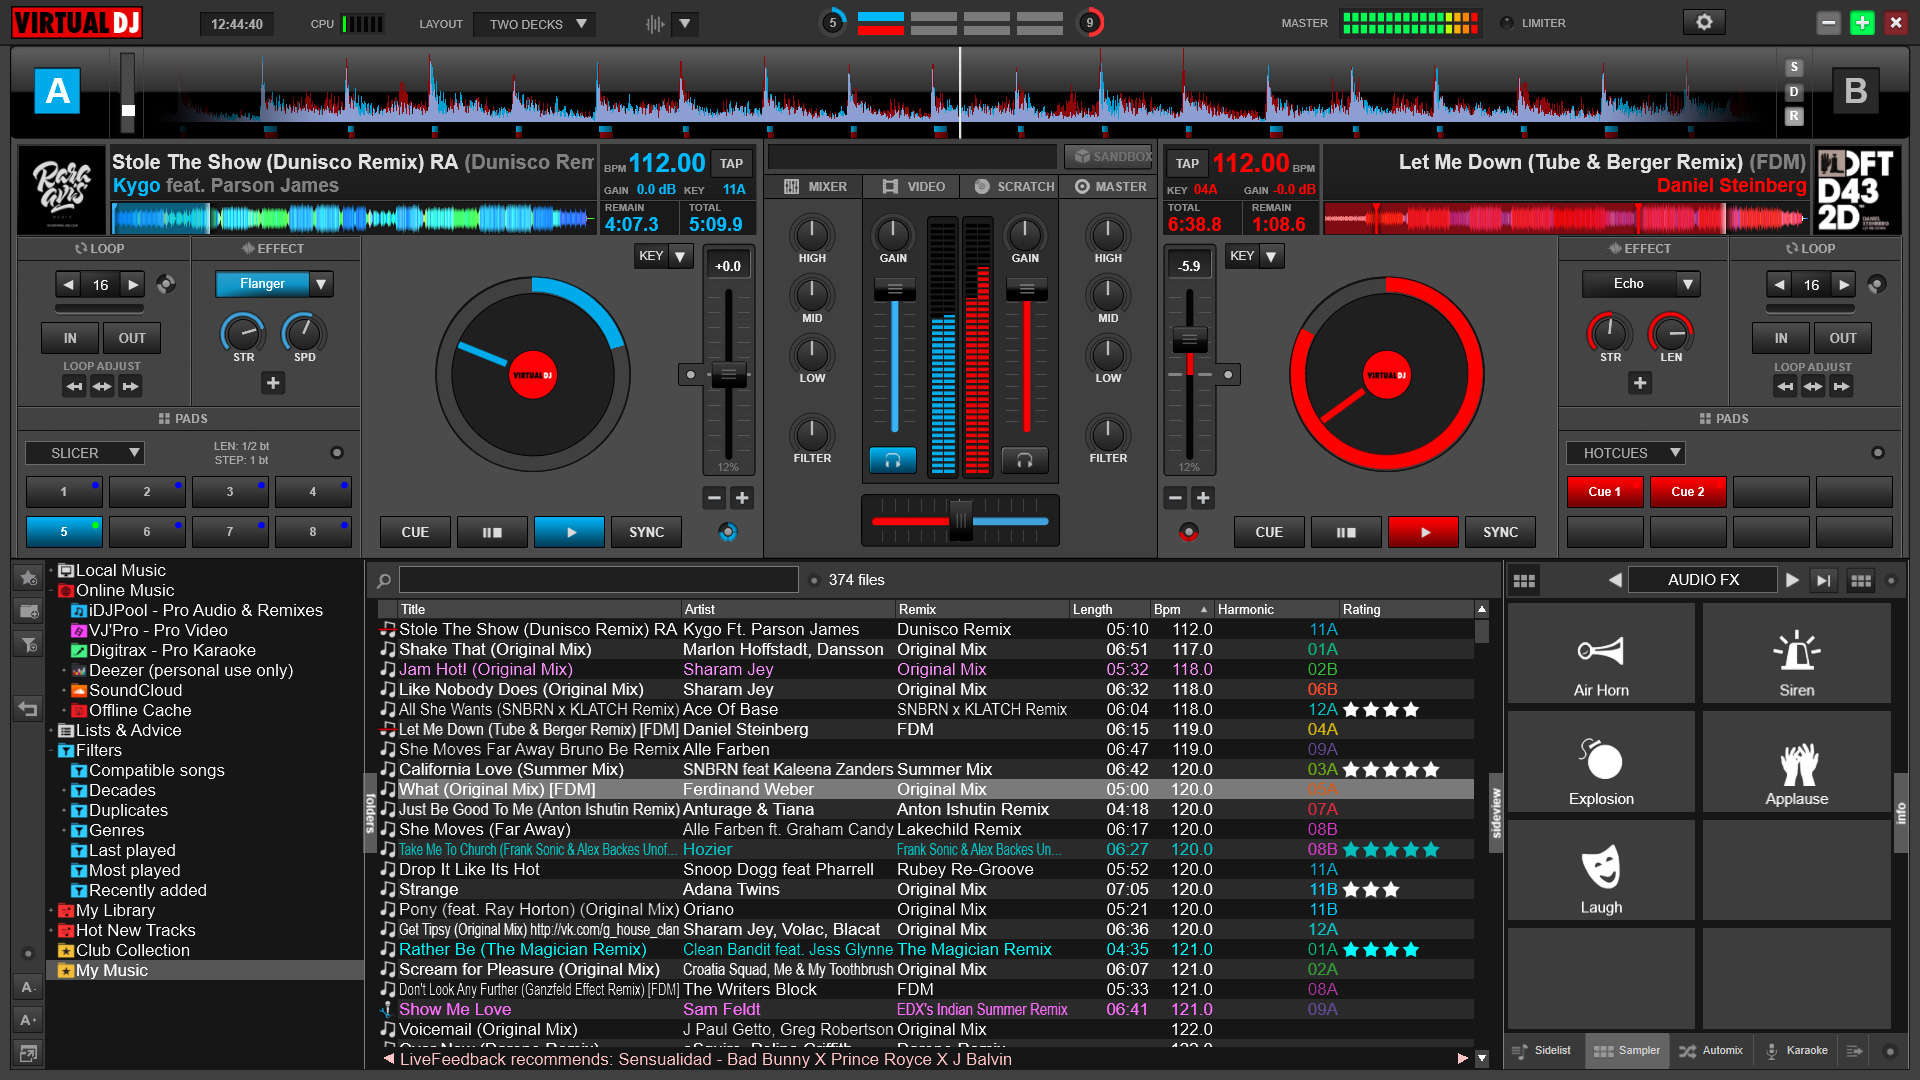 VIRTUAL DJ
12:44:40
CPU
LAYOUT
TWO DECKS
5
9
MASTER
LIMITER
A
S
D
R
B
Stole The Show (Dunisco Remix) RA (Dunisco Rem
Kygo feat. Parson James
BPM 112.00 TAP
GAIN 0.0 dB KEY 11A
REMAIN 4:07.3
TOTAL 5:09.9
SANDBOX
MIXER
VIDEO
SCRATCH
MASTER
TAP 112.00 BPM
KEY 04A GAIN -0.0 dB
TOTAL 6:38.8
REMAIN 1:08.6
Let Me Down (Tube & Berger Remix) (FDM)
Daniel Steinberg
DFT
D43
2D
LOOP
16
IN
OUT
LOOP ADJUST
EFFECT
Flanger
STR
SPD
PADS
SLICER
LEN: 1/2 bt
STEP: 1 bt
1
2
3
4
5
6
7
8
KEY
+0.0
12%
VIRTUAL DJ
CUE
SYNC
HIGH
MID
LOW
FILTER
GAIN
GAIN
HIGH
MID
LOW
FILTER
-5.9
KEY
12%
VIRTUAL DJ
CUE
SYNC
EFFECT
Echo
STR
LEN
LOOP
16
IN
OUT
LOOP ADJUST
PADS
HOTCUES
Cue 1
Cue 2
Local Music
Online Music
iDJPool - Pro Audio & Remixes
VJ'Pro - Pro Video
Digitrax - Pro Karaoke
Deezer (personal use only)
SoundCloud
Offline Cache
Lists & Advice
Filters
Compatible songs
Decades
Duplicates
Genres
Last played
Most played
Recently added
My Library
Hot New Tracks
Club Collection
My Music
A-
A+
folders
374 files
Title Artist Remix Length Bpm Harmonic Rating
Stole The Show (Dunisco Remix) RA Kygo Ft. Parson James Dunisco Remix 05:10 112.0 11A
Shake That (Original Mix) Marlon Hoffstadt, Dansson Original Mix 06:51 117.0 01A
Jam Hot! (Original Mix) Sharam Jey Original Mix 05:32 118.0 02B
Like Nobody Does (Original Mix) Sharam Jey Original Mix 06:32 118.0 06B
All She Wants (SNBRN x KLATCH Remix) Ace Of Base SNBRN x KLATCH Remix 06:04 118.0 12A
Let Me Down (Tube & Berger Remix) [FDM] Daniel Steinberg FDM 06:15 119.0 04A
She Moves Far Away Bruno Be Remix Alle Farben 06:47 119.0 09A
California Love (Summer Mix) SNBRN feat Kaleena Zanders Summer Mix 06:42 120.0 03A
What (Original Mix) [FDM] Ferdinand Weber Original Mix 05:00 120.0
Just Be Good To Me (Anton Ishutin Remix) Anturage & Tiana Anton Ishutin Remix 04:18 120.0 07A
She Moves (Far Away) Alle Farben ft. Graham Candy Lakechild Remix 06:17 120.0 08B
Take Me To Church (Frank Sonic & Alex Backes Unof... Hozier Frank Sonic & Alex Backes Un... 06:27 120.0 08B
Drop It Like Its Hot Snoop Dogg feat Pharrell Rubey Re-Groove 05:52 120.0 11A
Strange Adana Twins Original Mix 07:05 120.0 11B
Pony (feat. Ray Horton) (Original Mix) Oriano Original Mix 05:21 120.0 11B
Get Tipsy (Original Mix) http://vk.com/g_house_clan Sharam Jey, Volac, Blacat Original Mix 06:36 120.0 12A
Rather Be (The Magician Remix) Clean Bandit feat. Jess Glynne The Magician Remix 04:35 121.0 01A
Scream for Pleasure (Original Mix) Croatia Squad, Me & My Toothbrush Original Mix 06:07 121.0 02A
Don't Look Any Further (Ganzfeld Effect Remix) [FDM] The Writers Block FDM 05:33 121.0 08A
Show Me Love Sam Feldt EDX's Indian Summer Remix 06:41 121.0 09A
Voicemail (Original Mix) J Paul Getto, Greg Robertson Original Mix 122.0
LiveFeedback recommends: Sensualidad - Bad Bunny X Prince Royce X J Balvin
sideview
AUDIO FX
Air Horn
Siren
Explosion
Applause
Laugh
info
Sidelist
Sampler
Automix
Karaoke